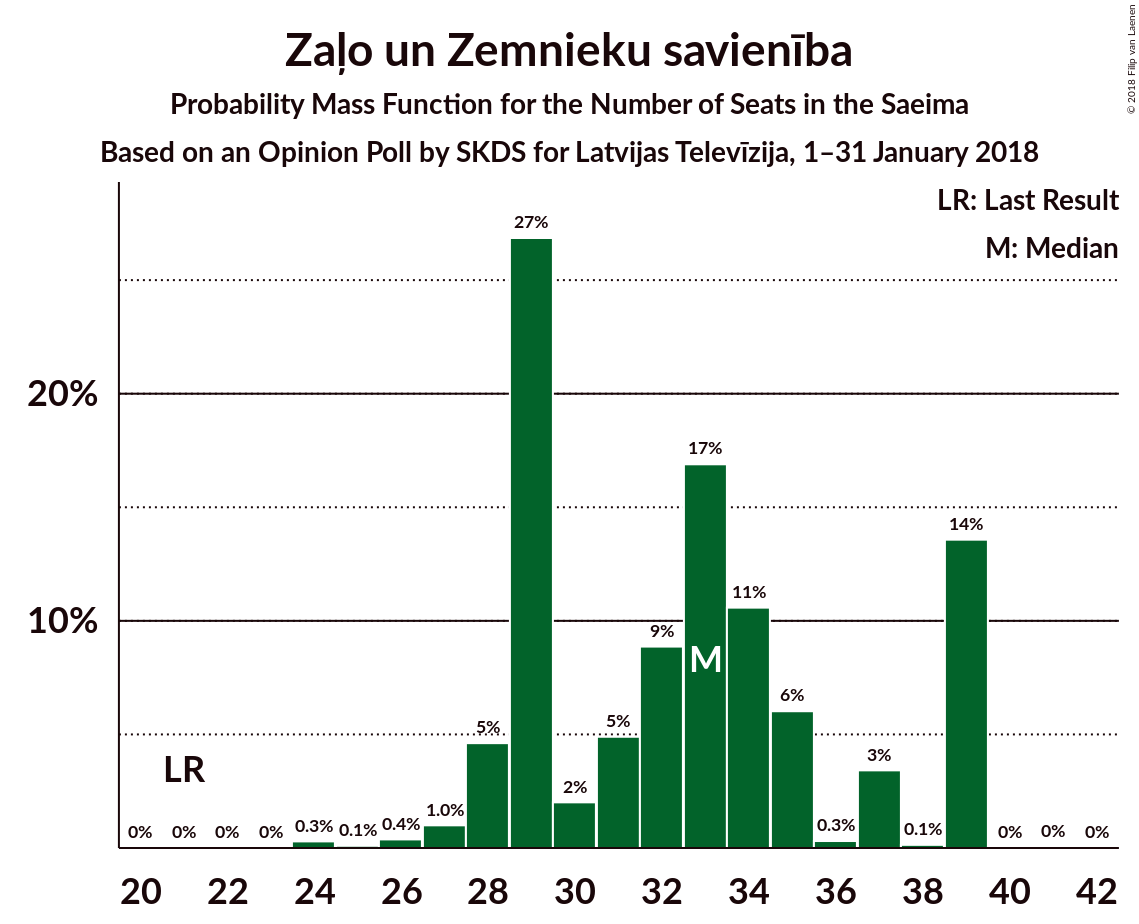 Zaļo un Zemnieku savienība
Probability Mass Function for the Number of Seats in the Saeima
Based on an Opinion Poll by SKDS for Latvijas Televīzija, 1–31 January 2018
© 2018 Filip van Laenen
LR: Last Result
M: Median
27%
20%
17%
14%
11%
10%
9%
M
6%
5%
5%
3%
LR
2%
1.0%
0% 0% 0% 0% 0.3% 0.1% 0.4% 0.3% 0.1% 0% 0% 0%
20 22 24 26 28 30 32 34 36 38 40 42